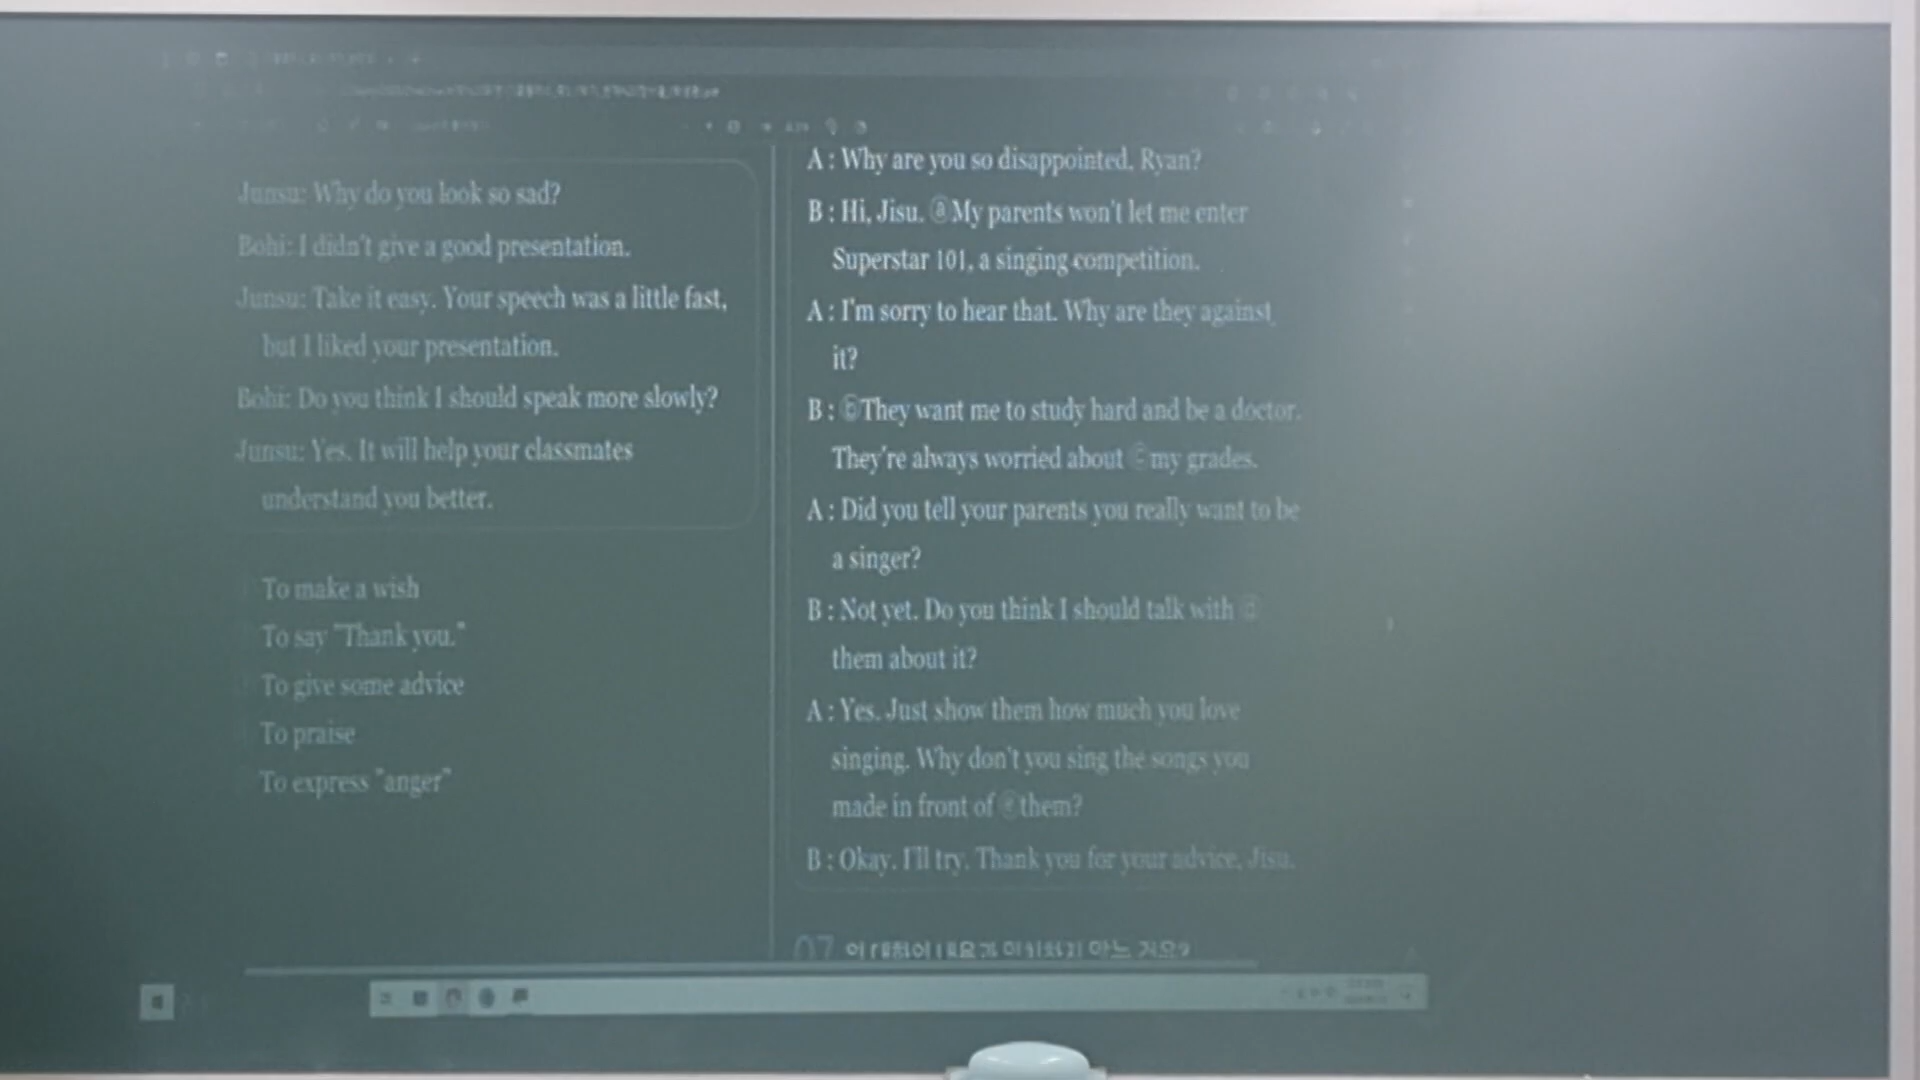 Junsu: Why do you look so sad?
Bohi: I didn't give a good presentation.
Junsu: Take it easy. Your speech was a little fast,
but I liked your presentation.
Bohi: Do you think I should speak more slowly?
Junsu: Yes. It will help your classmates
understand you better.
To make a wish
To say "Thank you."
To give some advice
To praise
To express "anger"
A : Why are you so disappointed, Ryan?
B : Hi, Jisu. ⓐMy parents won't let me enter
Superstar 101, a singing competition.
A : I'm sorry to hear that. Why are they against
it?
B : ⓑThey want me to study hard and be a doctor.
They're always worried about ⓒmy grades.
A : Did you tell your parents you really want to be
a singer?
B : Not yet. Do you think I should talk with ⓓ
them about it?
A : Yes. Just show them how much you love
singing. Why don't you sing the songs you
made in front of ⓔthem?
B : Okay. I'll try. Thank you for your advice, Jisu.
07